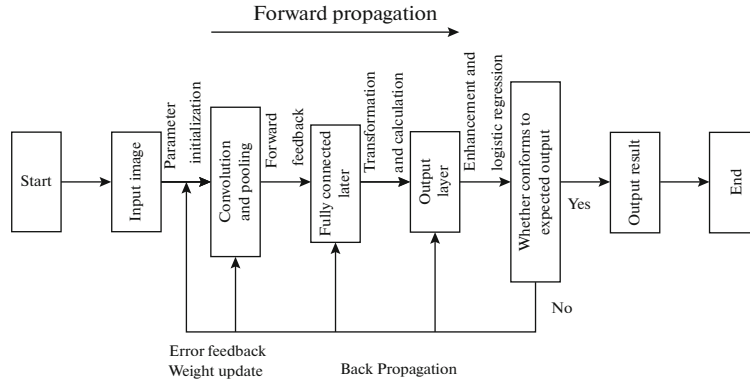 Forward propagation
Start
Input image
Parameter
initialization
Convolution
and pooling
Forward
feedback
Fully connected
later
Transformation
and calculation
Output
layer
Enhancement and
logistic regression
Whether conforms to
expected output
Yes
No
Output result
End
Error feedback
Weight update
Back Propagation